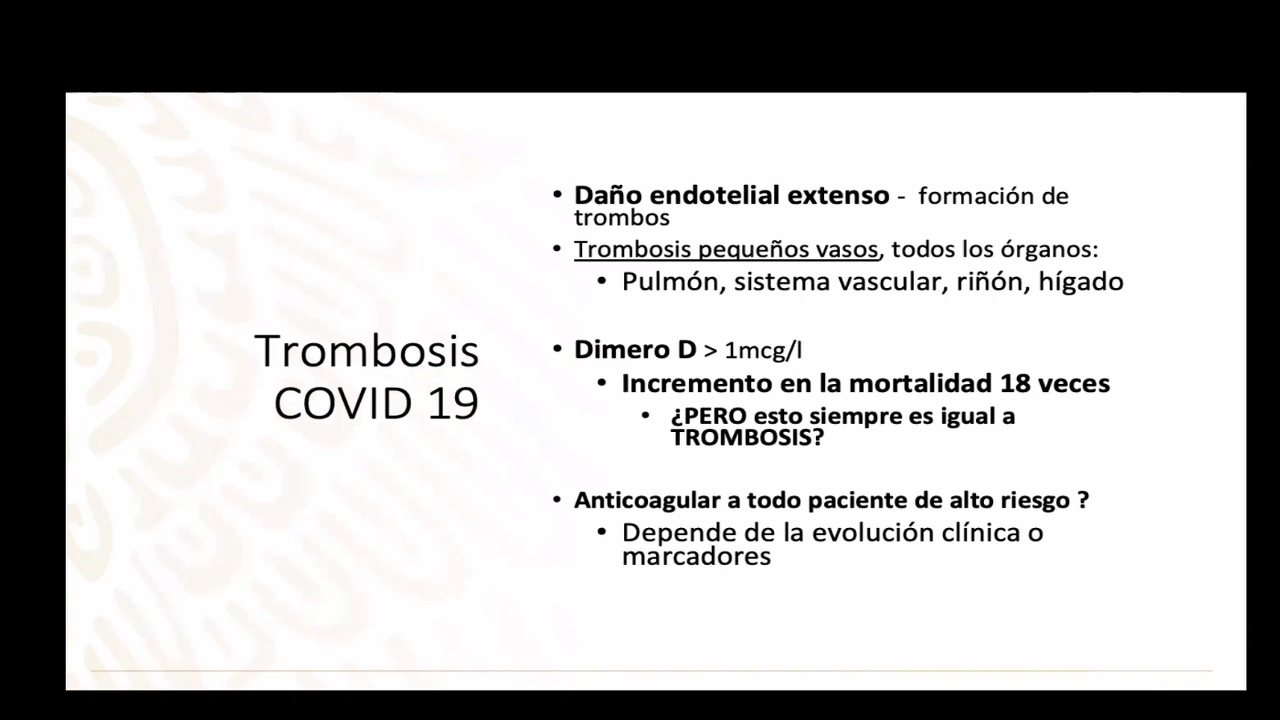 Trombosis
COVID 19
• Daño endotelial extenso - formación de
trombos
• Trombosis pequeños vasos, todos los órganos:
• Pulmón, sistema vascular, riñón, hígado
• Dimero D > 1mcg/l
• Incremento en la mortalidad 18 veces
• ¿PERO esto siempre es igual a
TROMBOSIS?
• Anticoagular a todo paciente de alto riesgo ?
• Depende de la evolución clínica o
marcadores